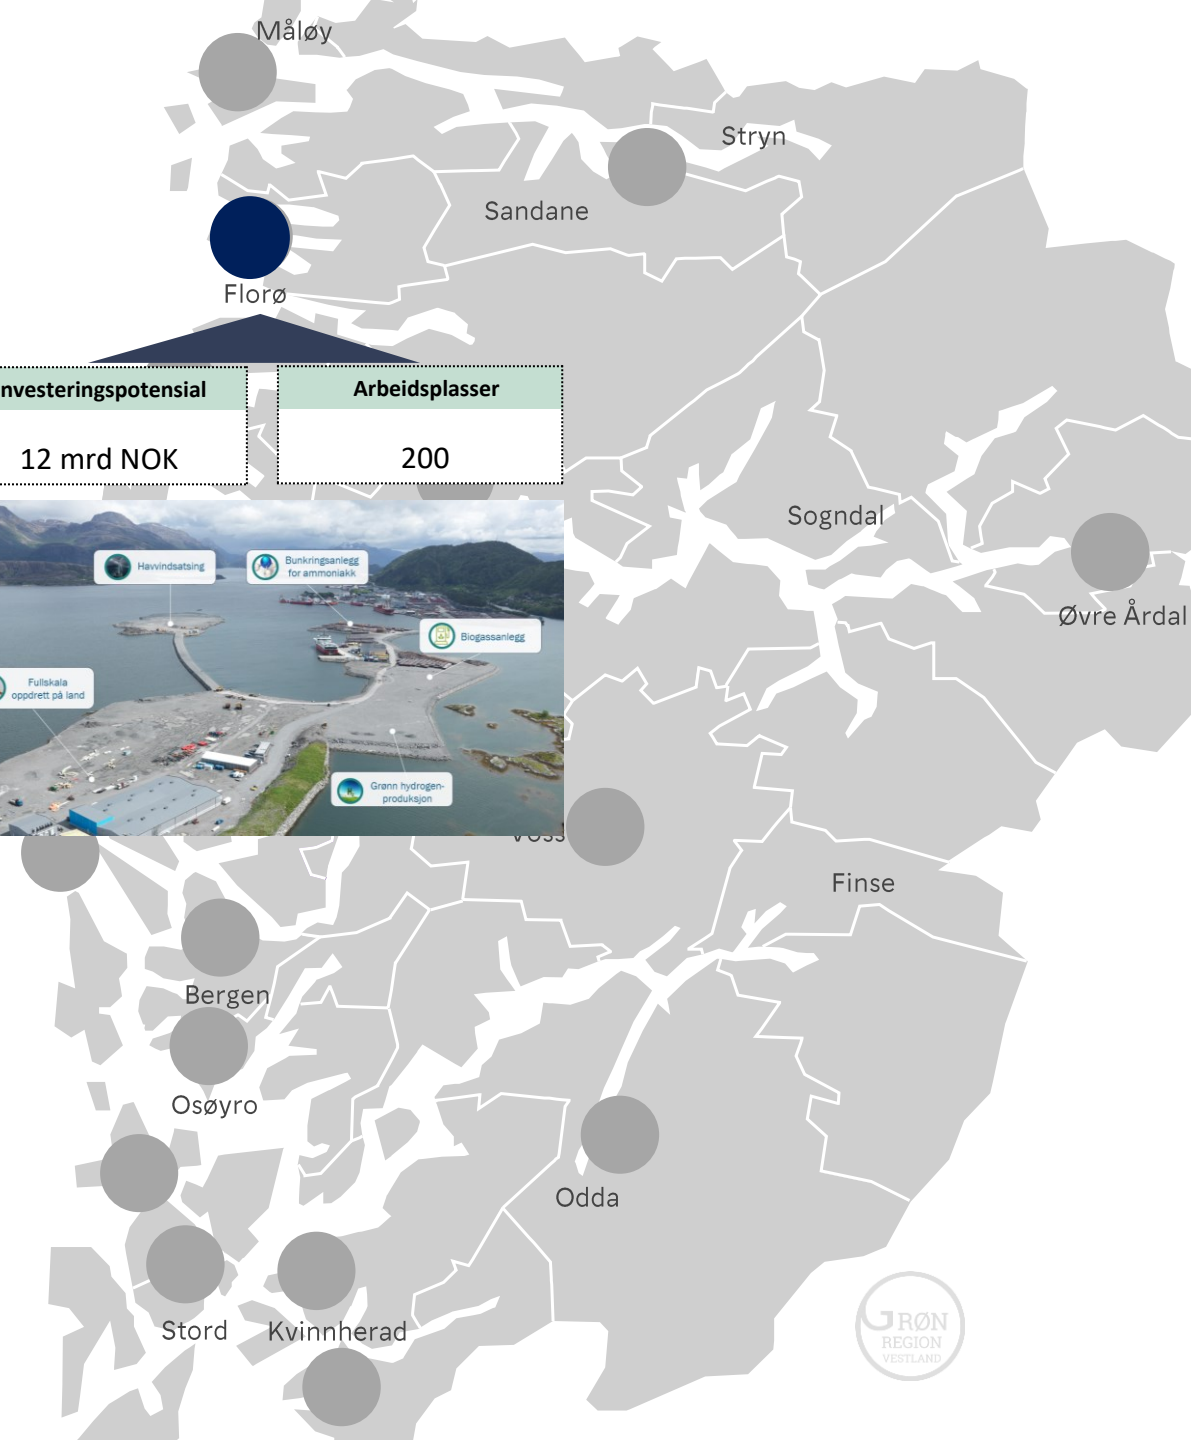 Måløy
Stryn
Sandane
Florø
nvesteringspotensial
12 mrd NOK
Arbeidsplasser
200
Havvindsatsing
Bunkringsanlegg
for ammoniakk
Biogassanlegg
Fullskala
oppdrett på land
Grønn hydrogen-
produksjon
Sogndal
Øvre Årdal
Voss
Finse
Bergen
Osøyro
Odda
Stord
Kvinnherad
GRØN
REGION
VESTLAND